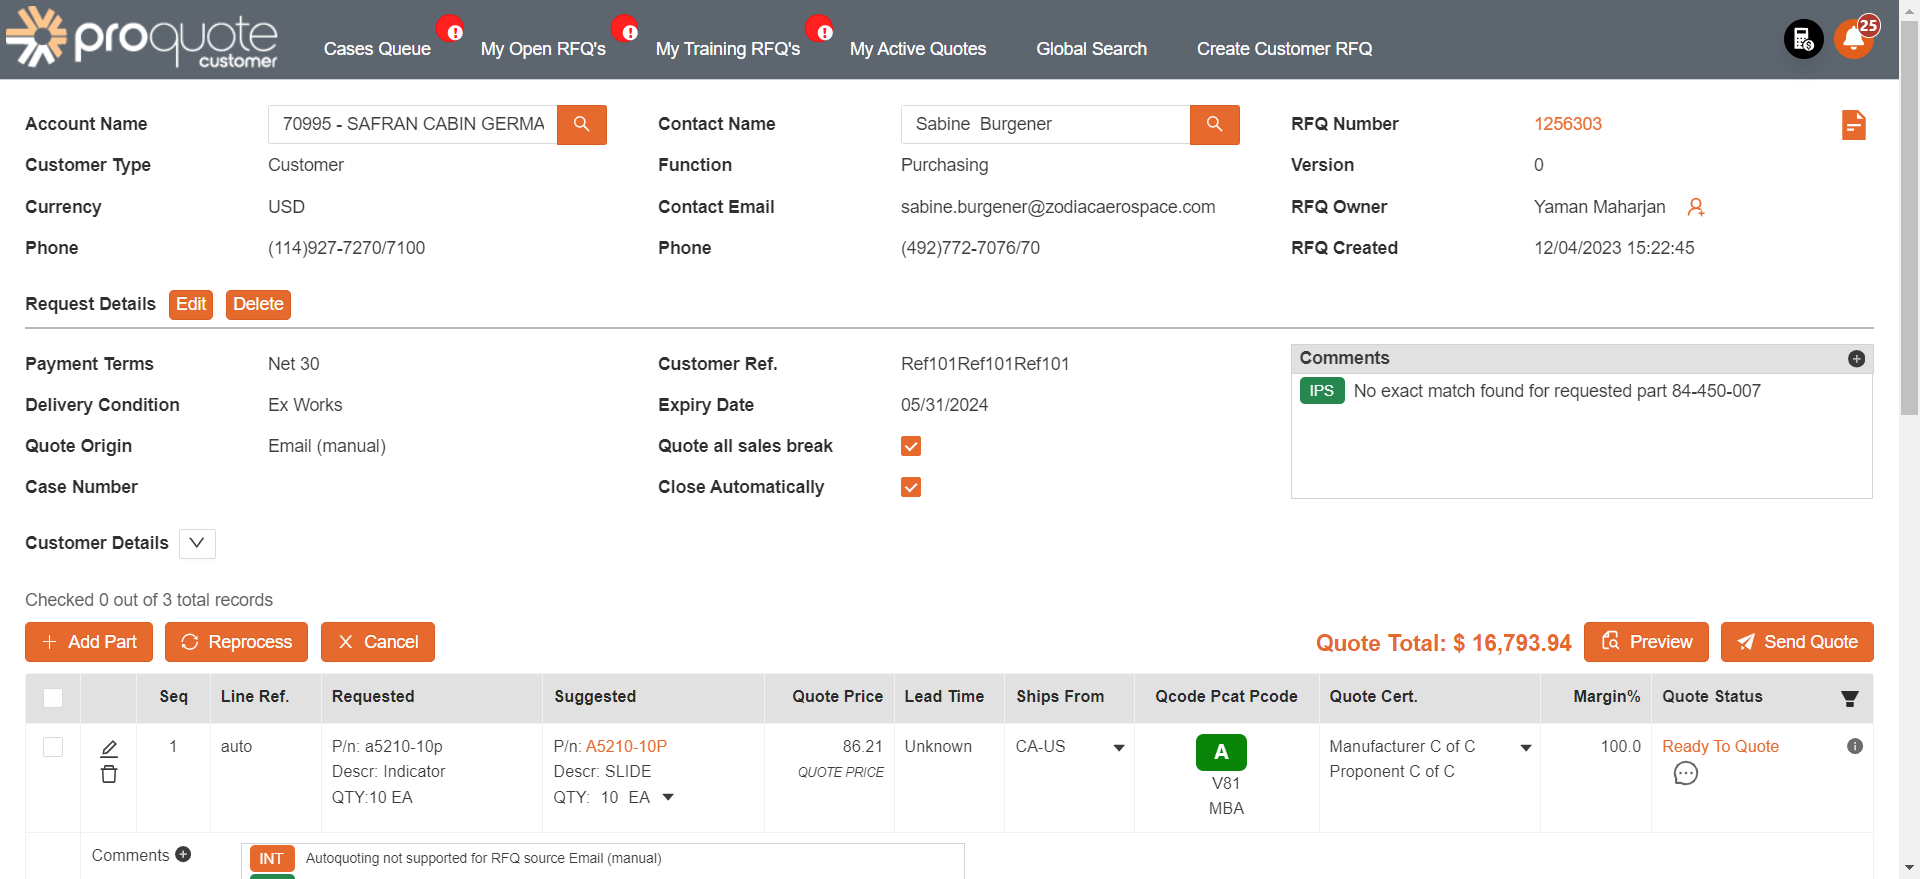 proquote
customer
Cases Queue
My Open RFQ's
My Training RFQ's
My Active Quotes
Global Search
Create Customer RFQ
25
Account Name
70995 - SAFRAN CABIN GERMA
Contact Name
Sabine Burgener
RFQ Number
1256303
Customer Type
Customer
Function
Purchasing
Version
0
Currency
USD
Contact Email
sabine.burgener@zodiacaerospace.com
RFQ Owner
Yaman Maharjan
Phone
(114)927-7270/7100
Phone
(492)772-7076/70
RFQ Created
12/04/2023 15:22:45
Request Details
Edit
Delete
Payment Terms
Net 30
Customer Ref.
Ref101Ref101Ref101
Comments
IPS
No exact match found for requested part 84-450-007
Delivery Condition
Ex Works
Expiry Date
05/31/2024
Quote Origin
Email (manual)
Quote all sales break
Case Number
Close Automatically
Customer Details
Checked 0 out of 3 total records
Add Part
Reprocess
Cancel
Quote Total: $ 16,793.94
Preview
Send Quote
Seq
Line Ref.
Requested
Suggested
Quote Price
Lead Time
Ships From
Qcode Pcat Pcode
Quote Cert.
Margin%
Quote Status
1
auto
P/n: a5210-10p
Descr: Indicator
QTY:10 EA
P/n: A5210-10P
Descr: SLIDE
QTY: 10 EA
86.21
QUOTE PRICE
Unknown
CA-US
A
V81
MBA
Manufacturer C of C
Proponent C of C
100.0
Ready To Quote
Comments
INT
Autoquoting not supported for RFQ source Email (manual)